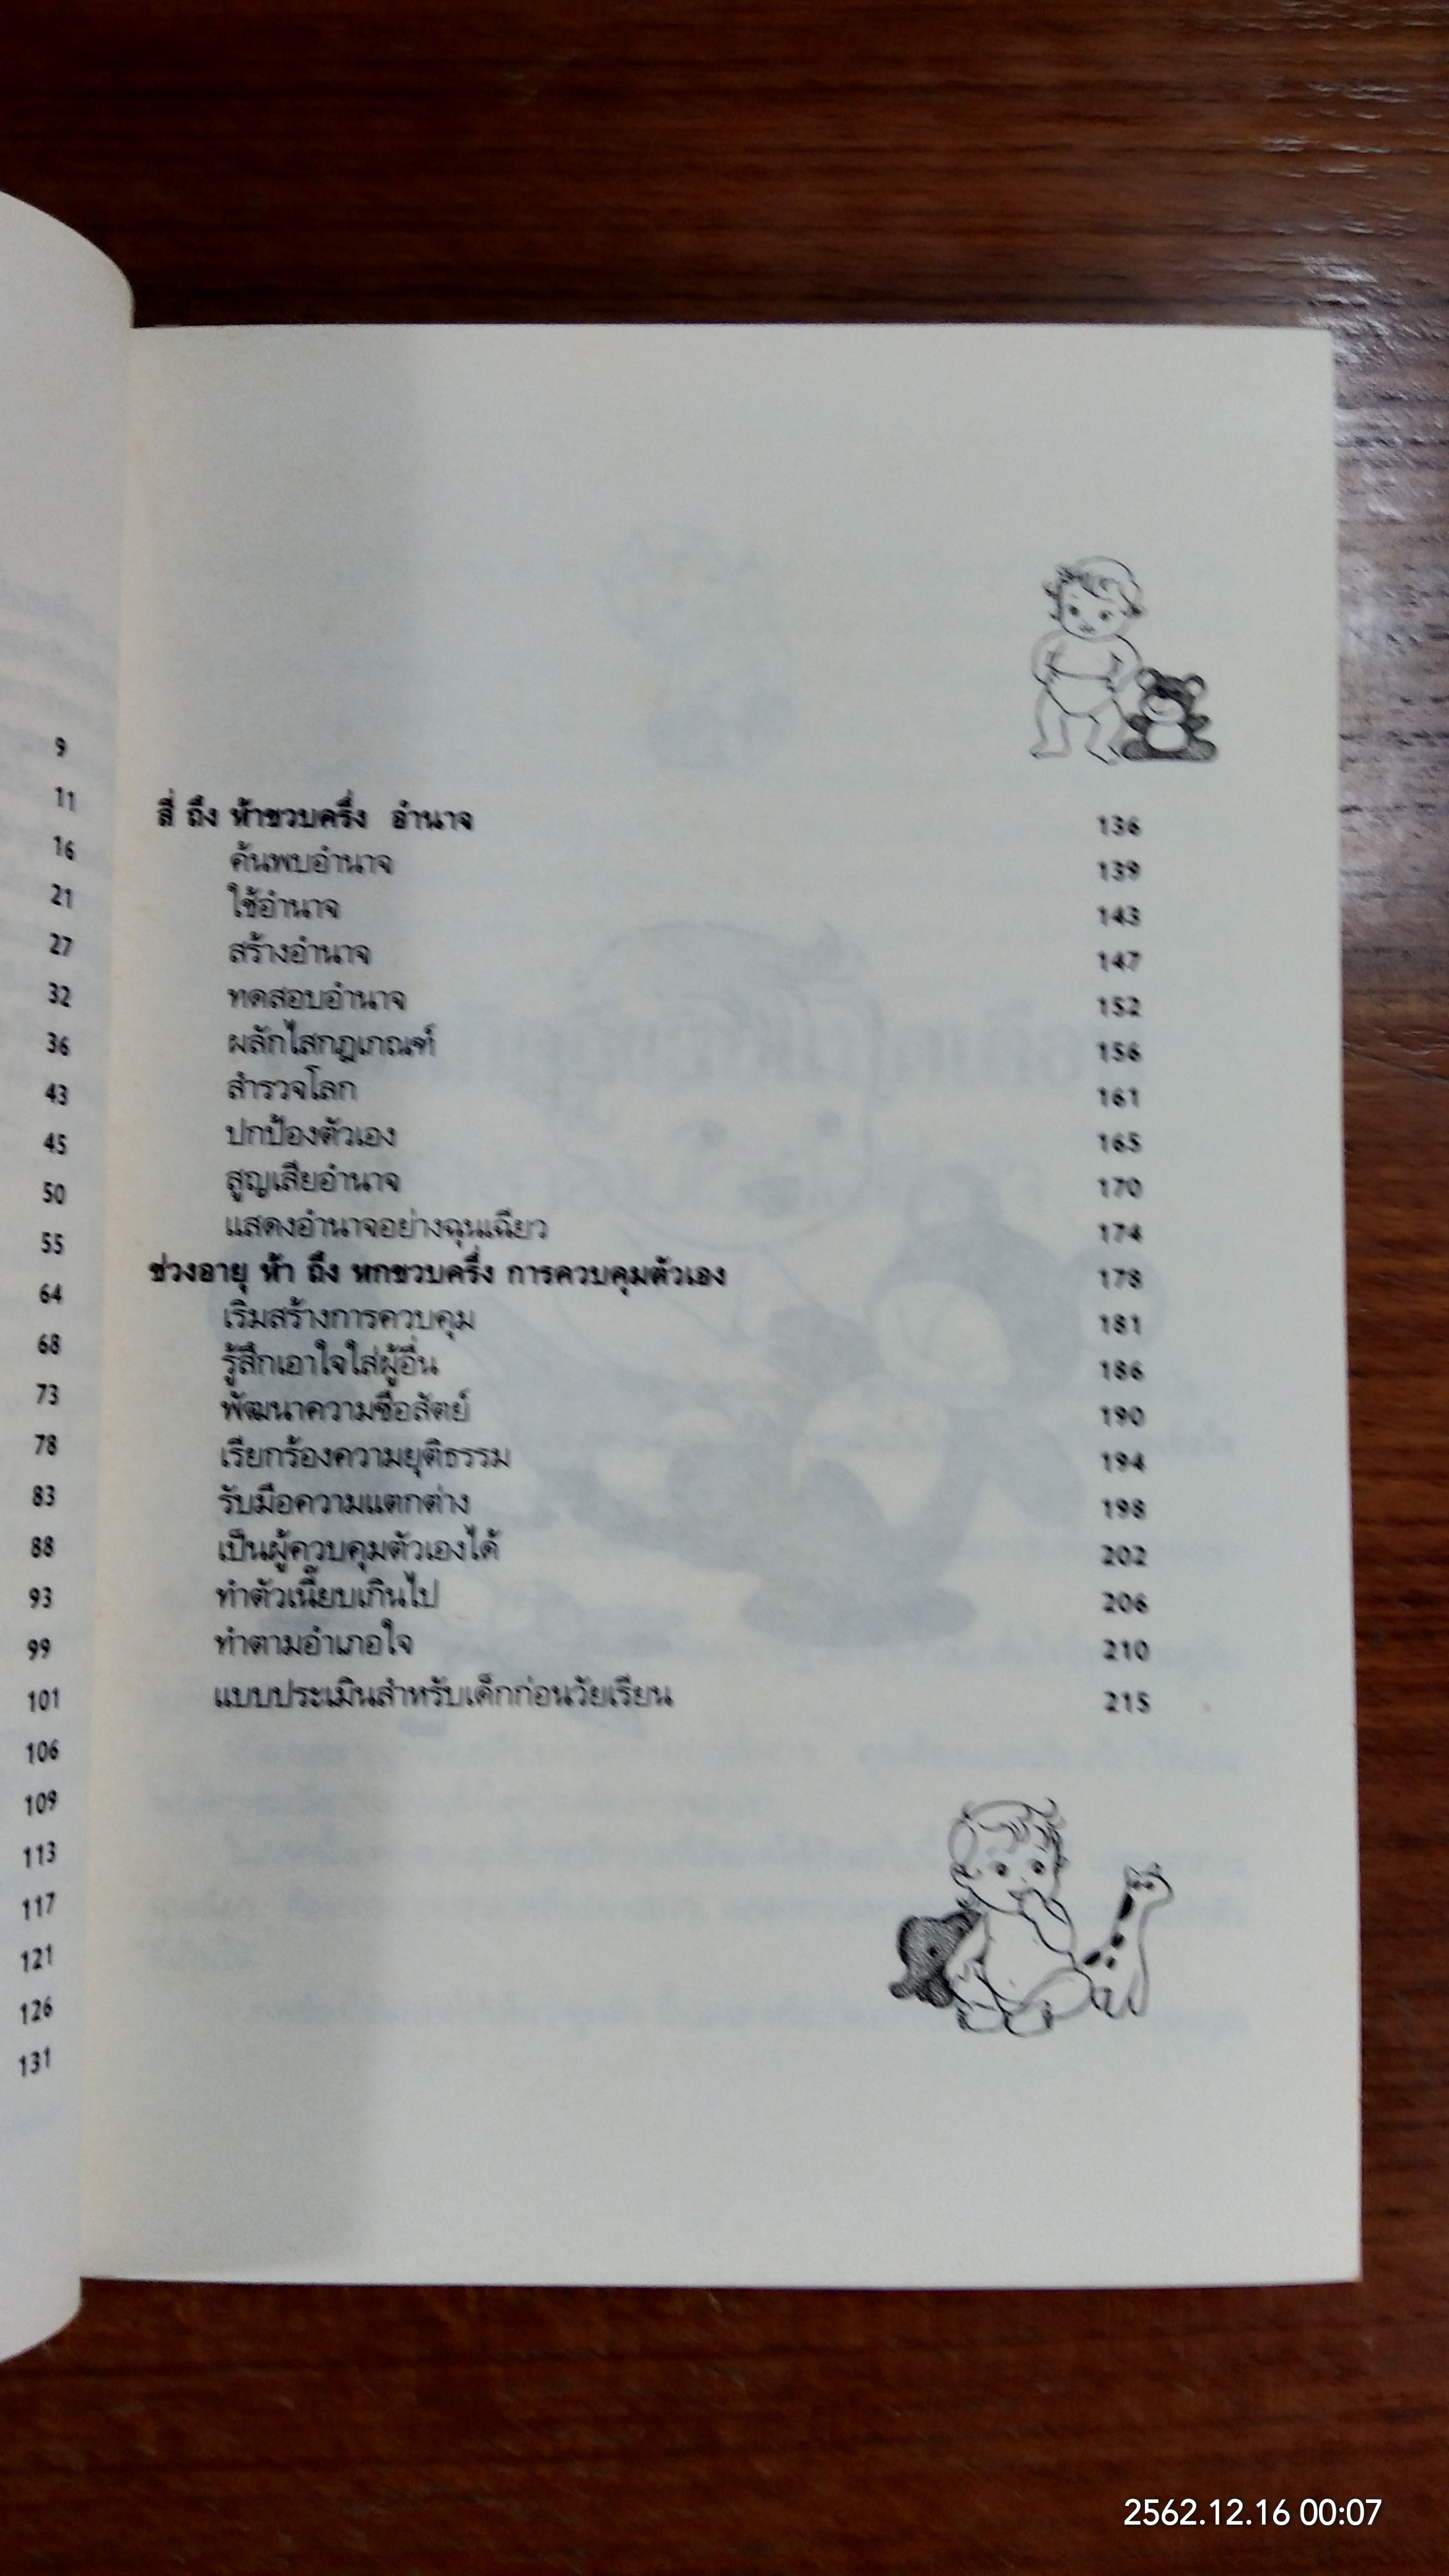 9
11
16
21
27
32
36
43
45
50
55
64
68
73
78
83
88
93
99
101
106
109
113
117
121
126
131
สี่ ถึง ห้าขวบครึ่ง อำนาจ 136
ค้นพบอำนาจ 139
ใช้อำนาจ 143
สร้างอำนาจ 147
ทดสอบอำนาจ 152
ผลักไสกฎเกณฑ์ 156
สำรวจโลก 161
ปกป้องตัวเอง 165
สูญเสียอำนาจ 170
แสดงอำนาจอย่างฉุนเฉียว 174
ช่วงอายุ ห้า ถึง หกขวบครึ่ง การควบคุมตัวเอง 178
เริ่มสร้างการควบคุม 181
รู้สึกเอาใจใส่ผู้อื่น 186
พัฒนาความซื่อสัตย์ 190
เรียกร้องความยุติธรรม 194
รับมือความแตกต่าง 198
เป็นผู้ควบคุมตัวเองได้ 202
ทำตัวเนี้ยบเกินไป 206
ทำตามอำเภอใจ 210
แบบประเมินสำหรับเด็กก่อนวัยเรียน 215
2562.12.16 00:07